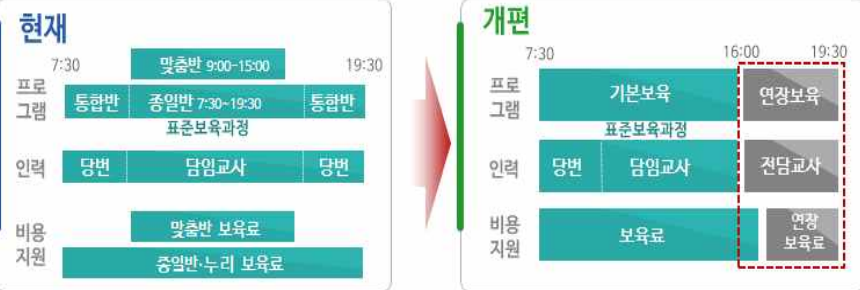 현재
7:30
맞춤반 9:00-15:00
19:30
프로
그램
통합반
종일반 7:30~19:30
통합반
표준보육과정
인력
당번
담임교사
당번
비용
지원
맞춤반 보육료
종일반·누리 보육료
개편
7:30
16:00
19:30
프로
그램
기본보육
연장보육
표준보육과정
인력
당번
담임교사
전담교사
비용
지원
보육료
연장
보육료